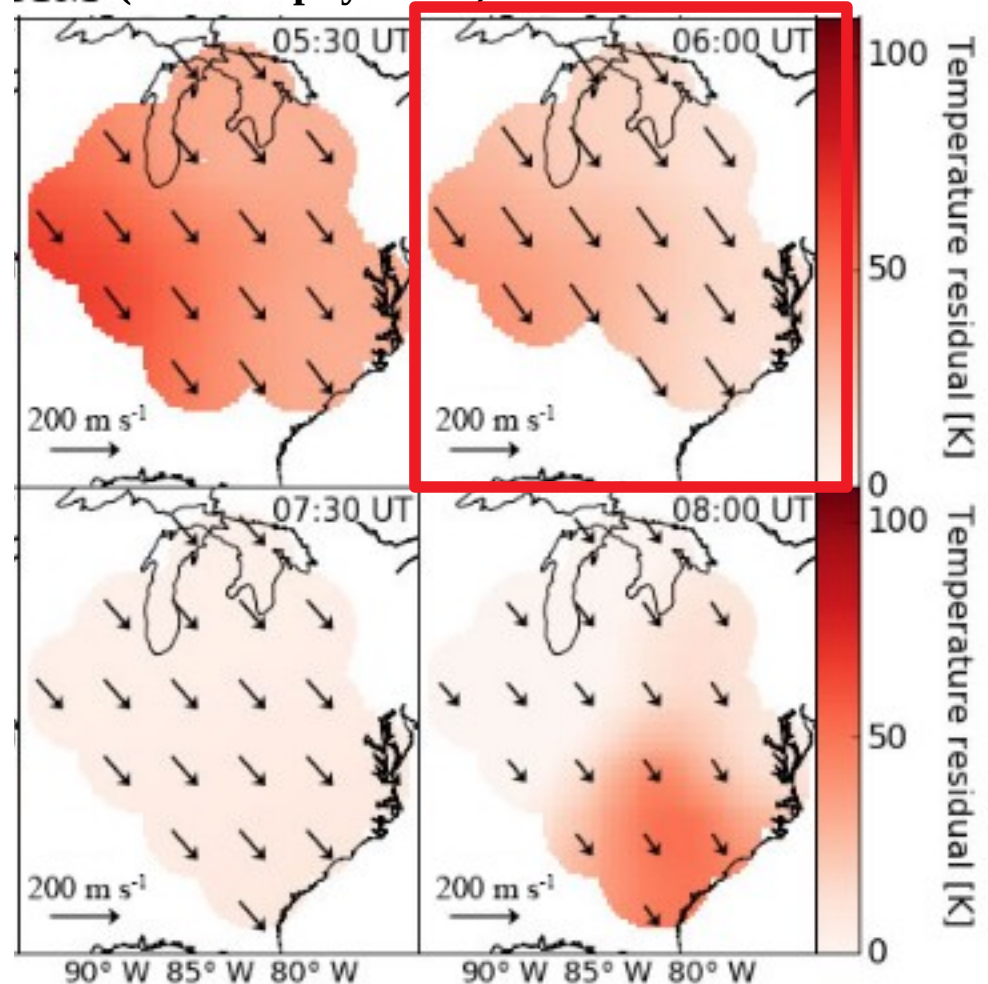 05:30 UT
06:00 UT
100
50
0
Temperature residual [K]
200 m s-1
200 m s-1
07:30 UT
08:00 UT
100
50
0
Temperature residual [K]
200 m s-1
200 m s-1
90° W 85° W 80° W
90° W 85° W 80° W